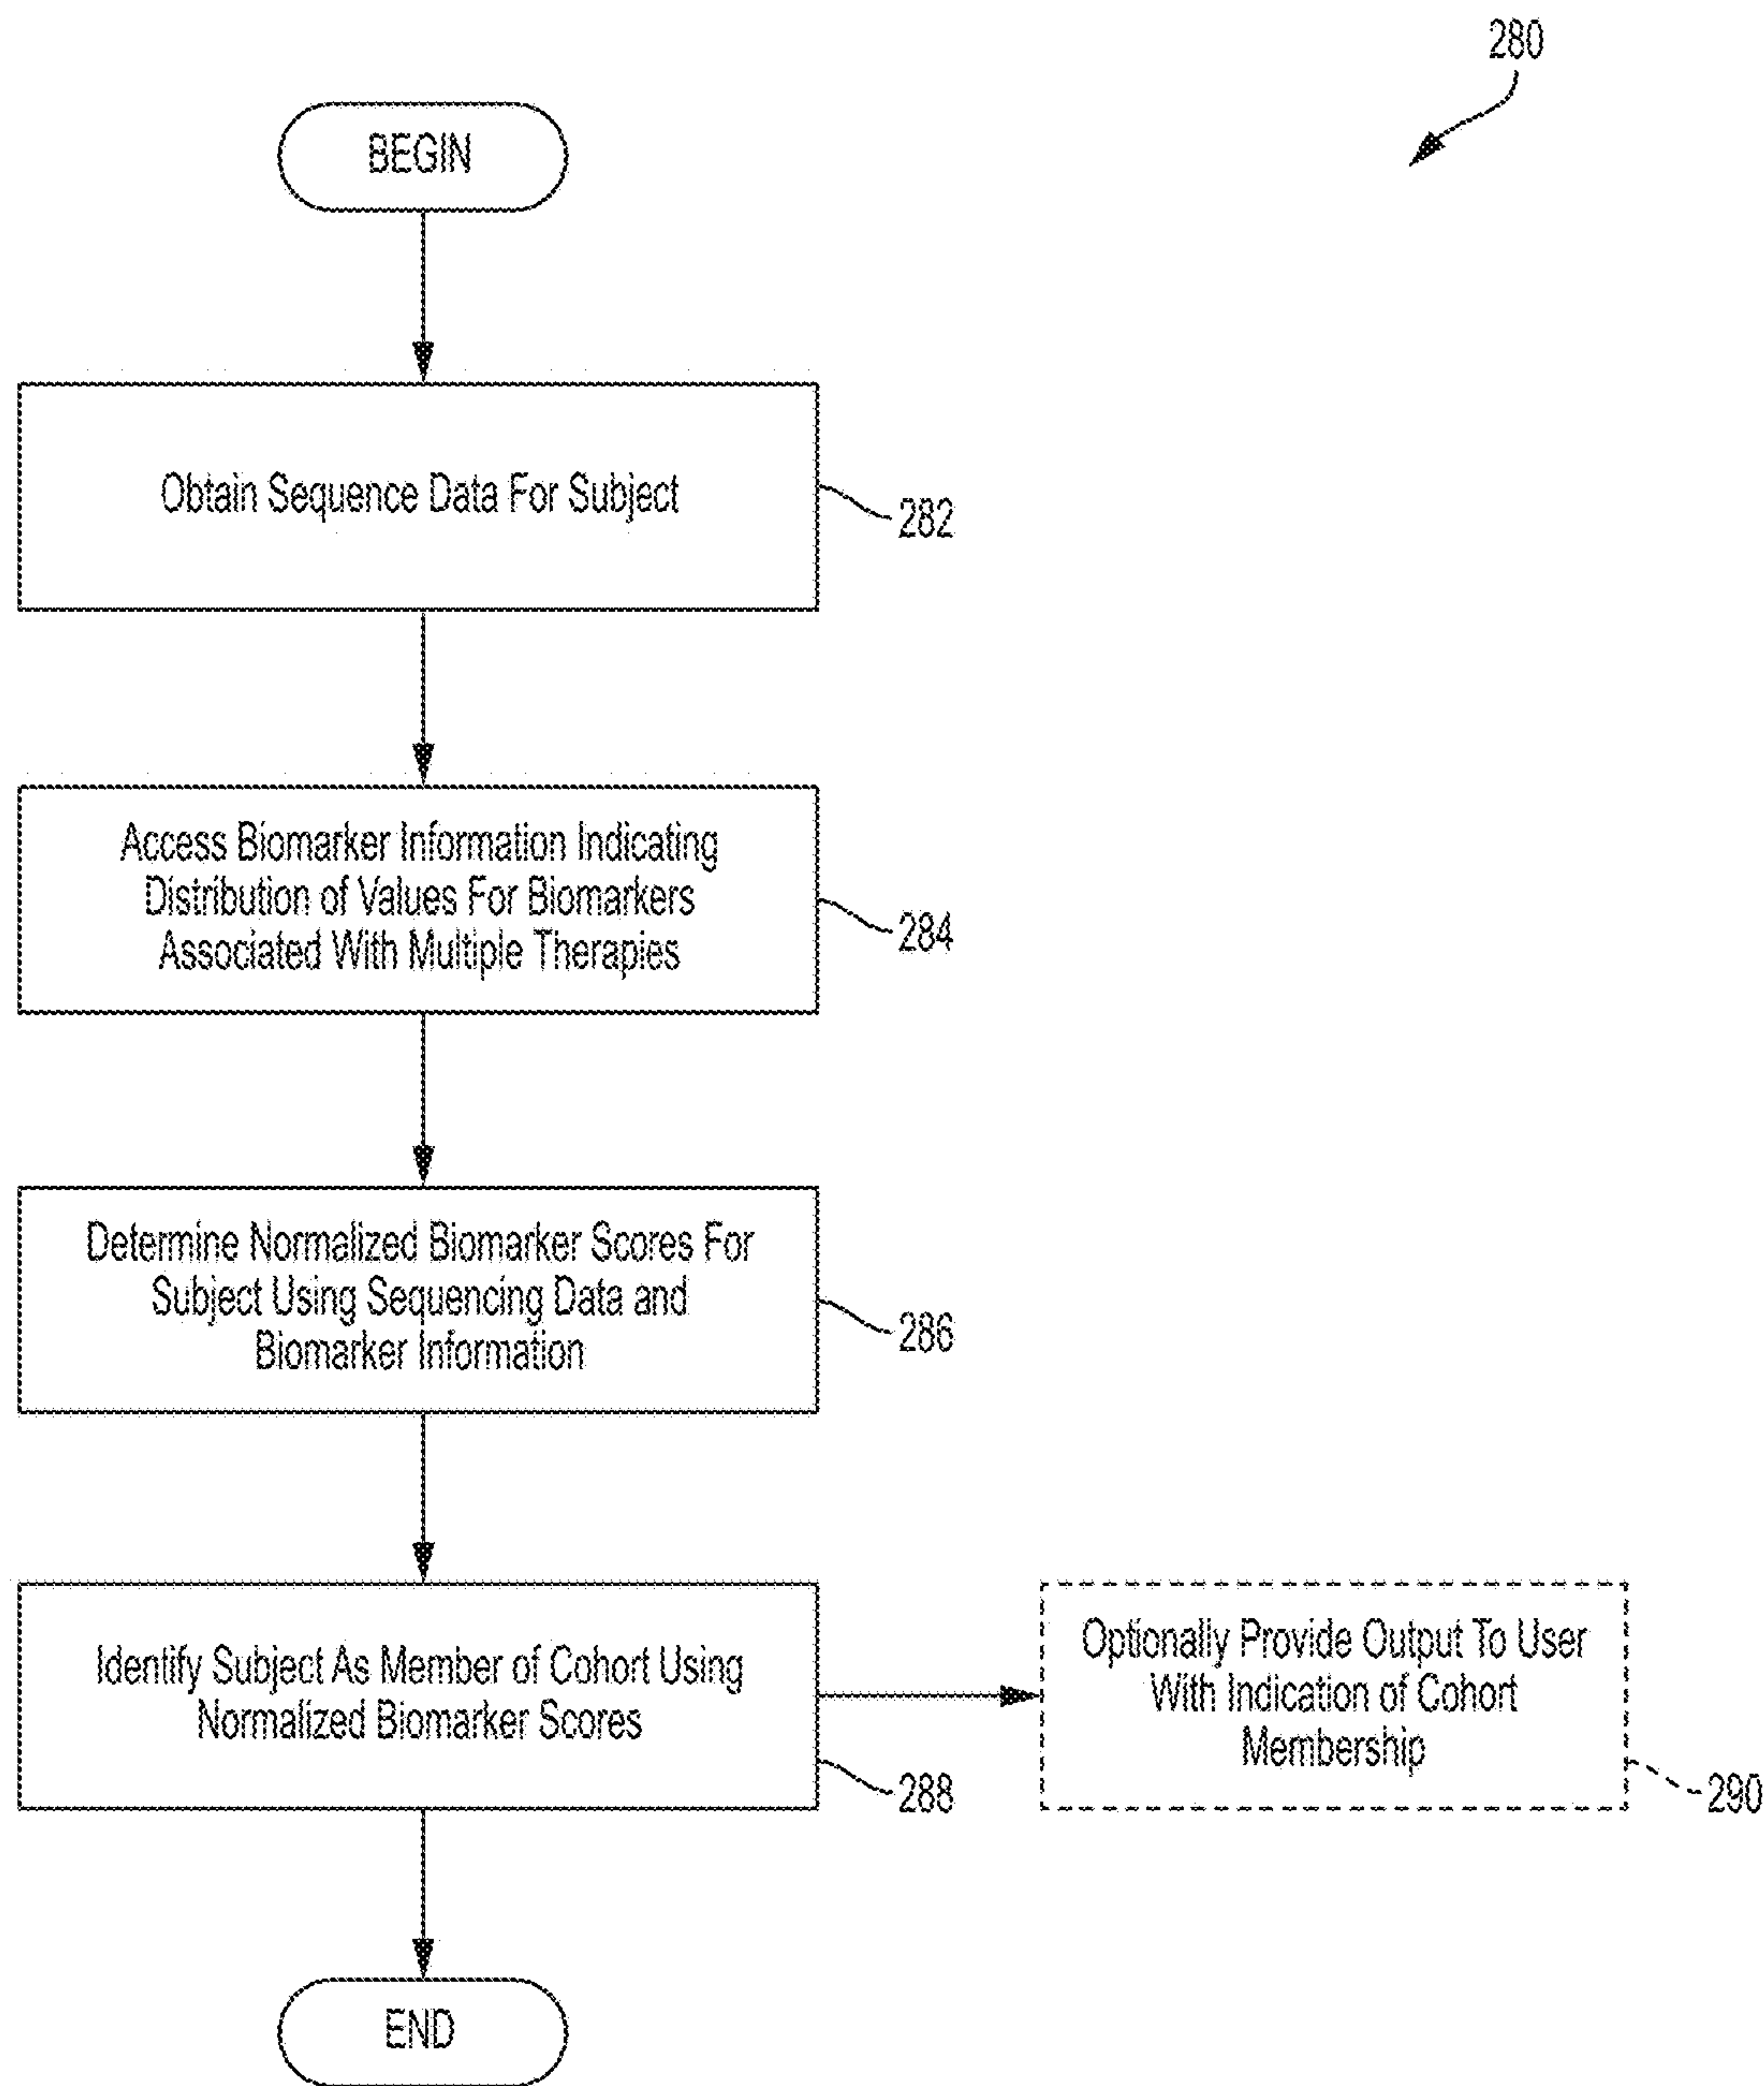 280
BEGIN
Obtain Sequence Data For Subject
282
Access Biomarker Information Indicating
Distribution of Values For Biomarkers
Associated With Multiple Therapies
284
Determine Normalized Biomarker Scores For
Subject Using Sequencing Data and
Biomarker Information
286
Identify Subject As Member of Cohort Using
Normalized Biomarker Scores
288
Optionally Provide Output To User
With Indication of Cohort
Membership
290
END